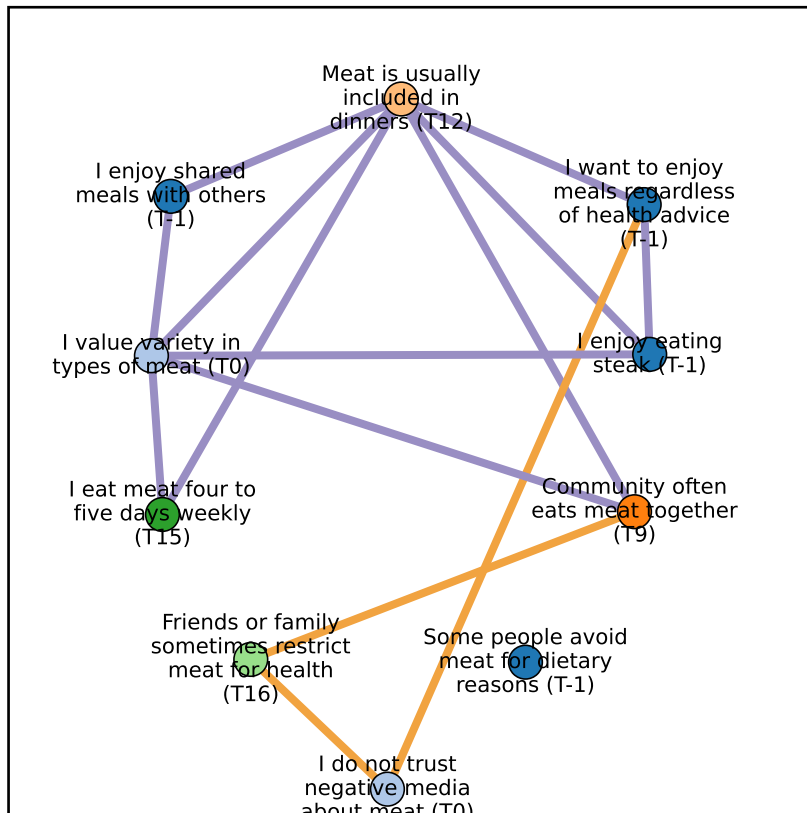 Meat is usually
included in
dinners (T12)
I enjoy shared
meals with others
(T-1)
I want to enjoy
meals regardless
of health advice
(T-1)
I value variety in
types of meat (T0)
I enjoy eating
steak (T-1)
I eat meat four to
five days weekly
(T15)
Community often
eats meat together
(T9)
Friends or family
sometimes restrict
meat for health
(T16)
Some people avoid
meat for dietary
reasons (T-1)
I do not trust
negative media
about meat (T0)